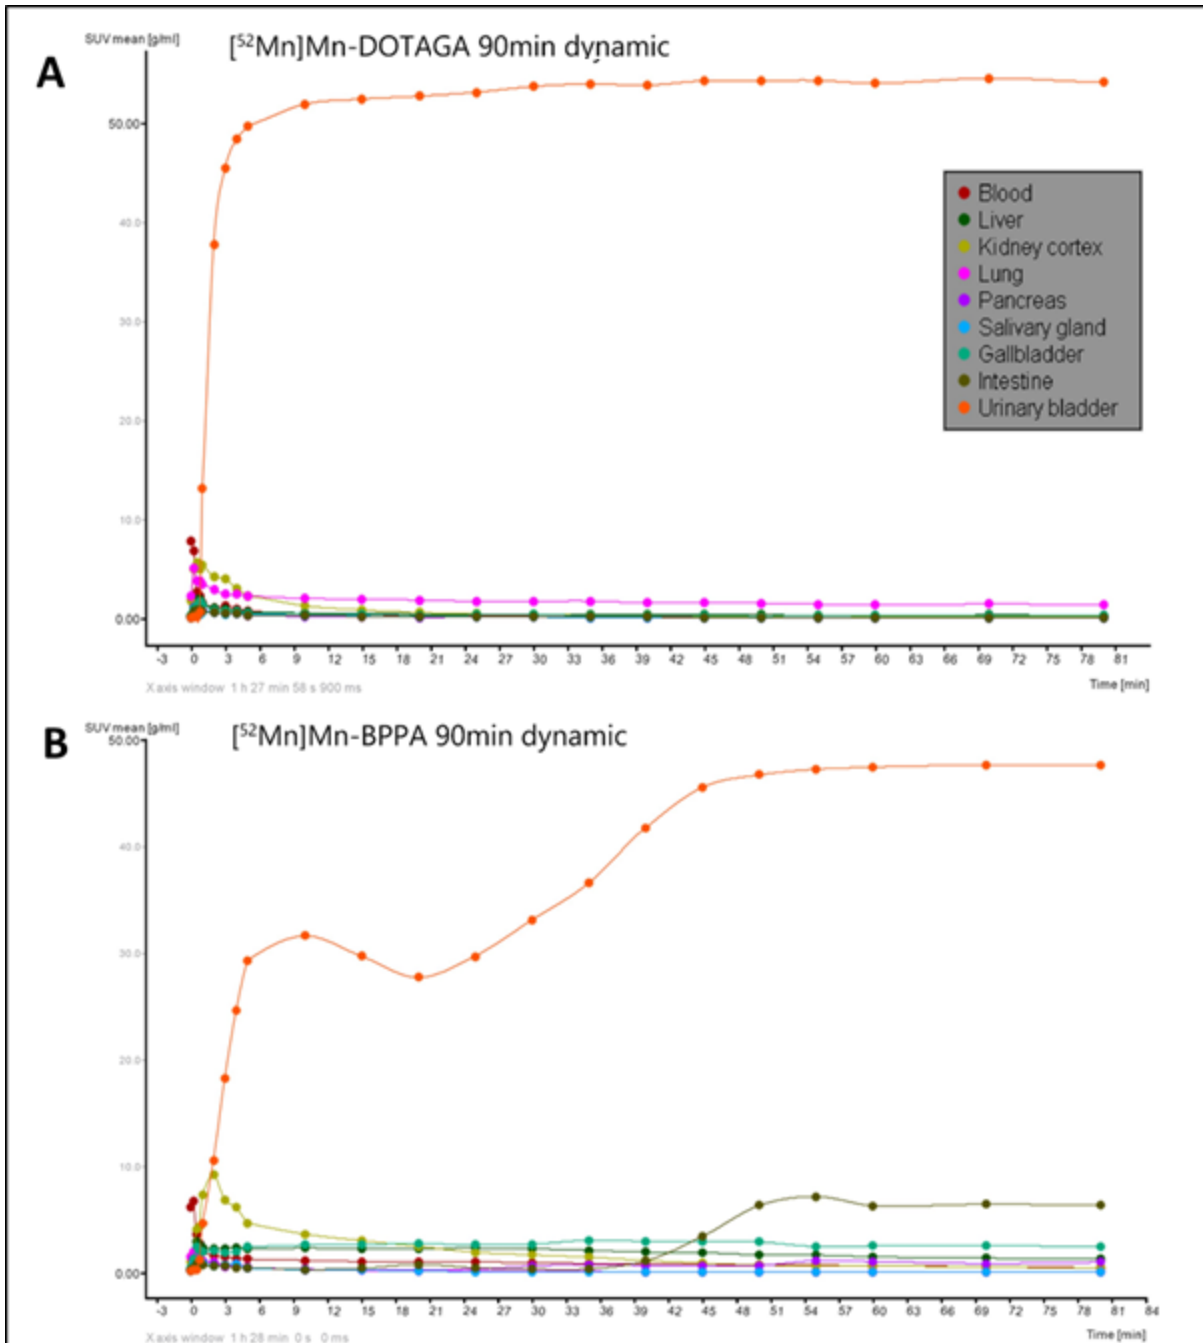 A
SUV mean [g/ml]
[⁵²Mn]Mn-DOTAGA 90min dynamic
50.00
40.0
30.0
20.0
10.0
0.00
Blood
Liver
Kidney cortex
Lung
Pancreas
Salivary gland
Gallbladder
Intestine
Urinary bladder
-3 0 3 6 9 12 15 18 21 24 27 30 33 36 39 42 45 48 51 54 57 60 63 66 69 72 75 78 81
Time [min]
X axis window 1 h 27 min 58 s 900 ms
B
SUV mean [g/ml]
[⁵²Mn]Mn-BPPA 90min dynamic
50.00
40.0
30.0
20.0
10.0
0.00
-3 0 3 6 9 12 15 18 21 24 27 30 33 36 39 42 45 48 51 54 57 60 63 66 69 72 75 78 81 84
Time [min]
X axis window 1 h 28 min 0 s 0 ms